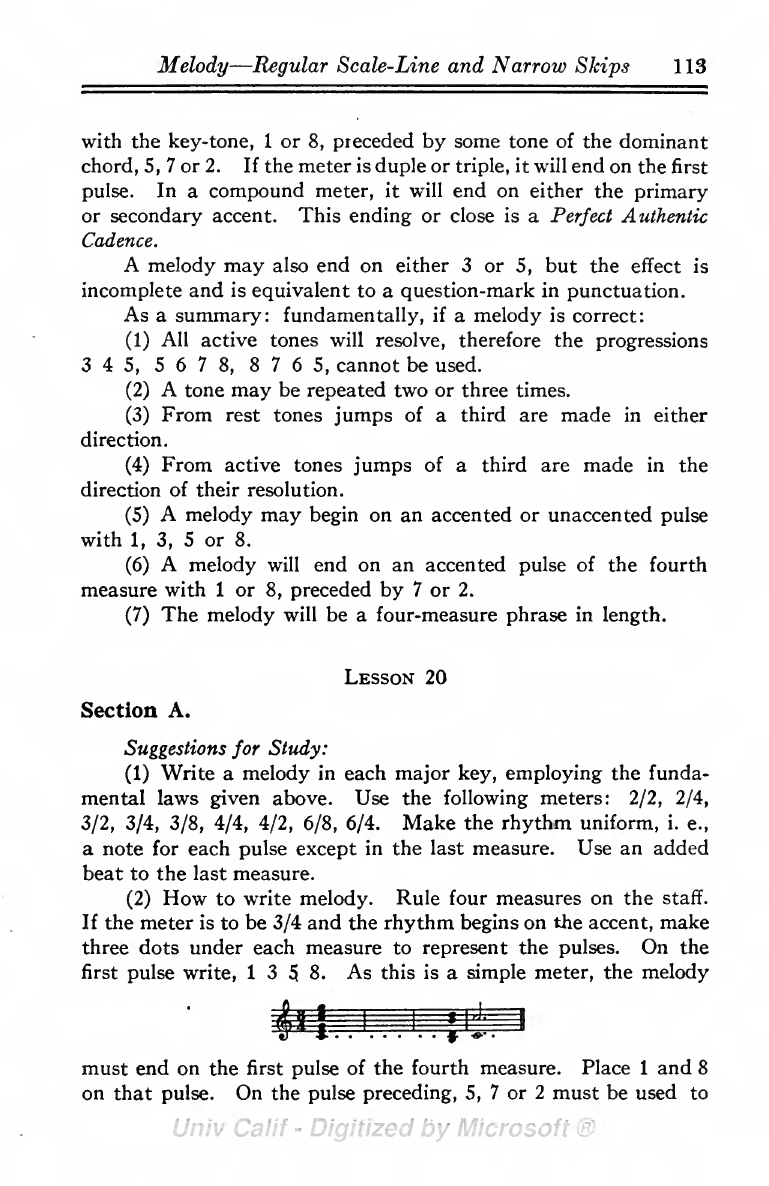 Melody—Regular Scale-Line and Narrow Skips 113
with the key-tone, 1 or 8, preceded by some tone of the dominant
chord, 5, 7 or 2. If the meter is duple or triple, it will end on the first
pulse. In a compound meter, it will end on either the primary
or secondary accent. This ending or close is a Perfect Authentic
Cadence.
A melody may also end on either 3 or 5, but the effect is
incomplete and is equivalent to a question-mark in punctuation.
As a summary: fundamentally, if a melody is correct:
(1) All active tones will resolve, therefore the progressions
3 4 5, 5 6 7 8, 8 7 6 5, cannot be used.
(2) A tone may be repeated two or three times.
(3) From rest tones jumps of a third are made in either
direction.
(4) From active tones jumps of a third are made in the
direction of their resolution.
(5) A melody may begin on an accented or unaccented pulse
with 1, 3, 5 or 8.
(6) A melody will end on an accented pulse of the fourth
measure with 1 or 8, preceded by 7 or 2.
(7) The melody will be a four-measure phrase in length.
Lesson 20
Section A.
Suggestions for Study:
(1) Write a melody in each major key, employing the funda-
mental laws given above. Use the following meters: 2/2, 2/4,
3/2, 3/4, 3/8, 4/4, 4/2, 6/8, 6/4. Make the rhythm uniform, i. e.,
a note for each pulse except in the last measure. Use an added
beat to the last measure.
(2) How to write melody. Rule four measures on the staff.
If the meter is to be 3/4 and the rhythm begins on the accent, make
three dots under each measure to represent the pulses. On the
first pulse write, 1 3 5 8. As this is a simple meter, the melody
must end on the first pulse of the fourth measure. Place 1 and 8
on that pulse. On the pulse preceding, 5, 7 or 2 must be used to
Univ Calif - Digitized by Microsoft ®